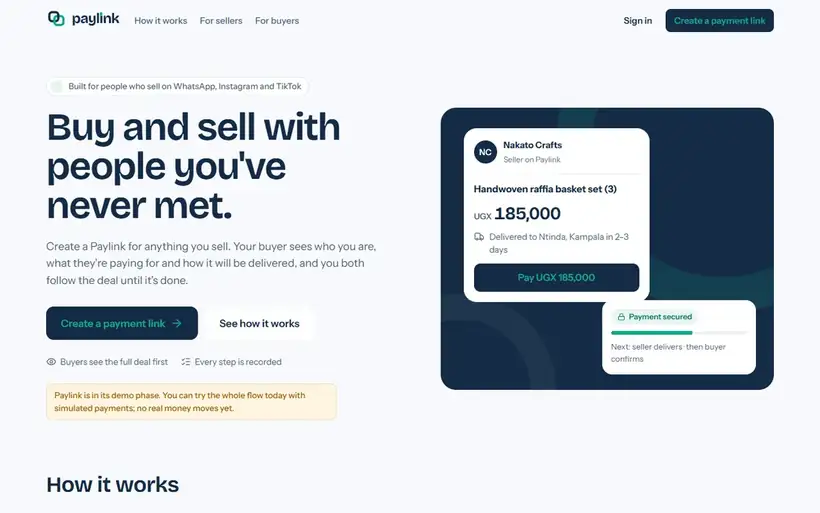 paylink
How it works
For sellers
For buyers
Sign in
Create a payment link
Built for people who sell on WhatsApp, Instagram and TikTok
Buy and sell with
people you've
never met.
Create a Paylink for anything you sell. Your buyer sees who you are,
what they're paying for and how it will be delivered, and you both
follow the deal until it's done.
Create a payment link
See how it works
Buyers see the full deal first
Every step is recorded
Paylink is in its demo phase. You can try the whole flow today with
simulated payments; no real money moves yet.
NC
Nakato Crafts
Seller on Paylink
Handwoven raffia basket set (3)
UGX 185,000
Delivered to Ntinda, Kampala in 2–3
days
Pay UGX 185,000
Payment secured
Next: seller delivers · then buyer
confirms
How it works